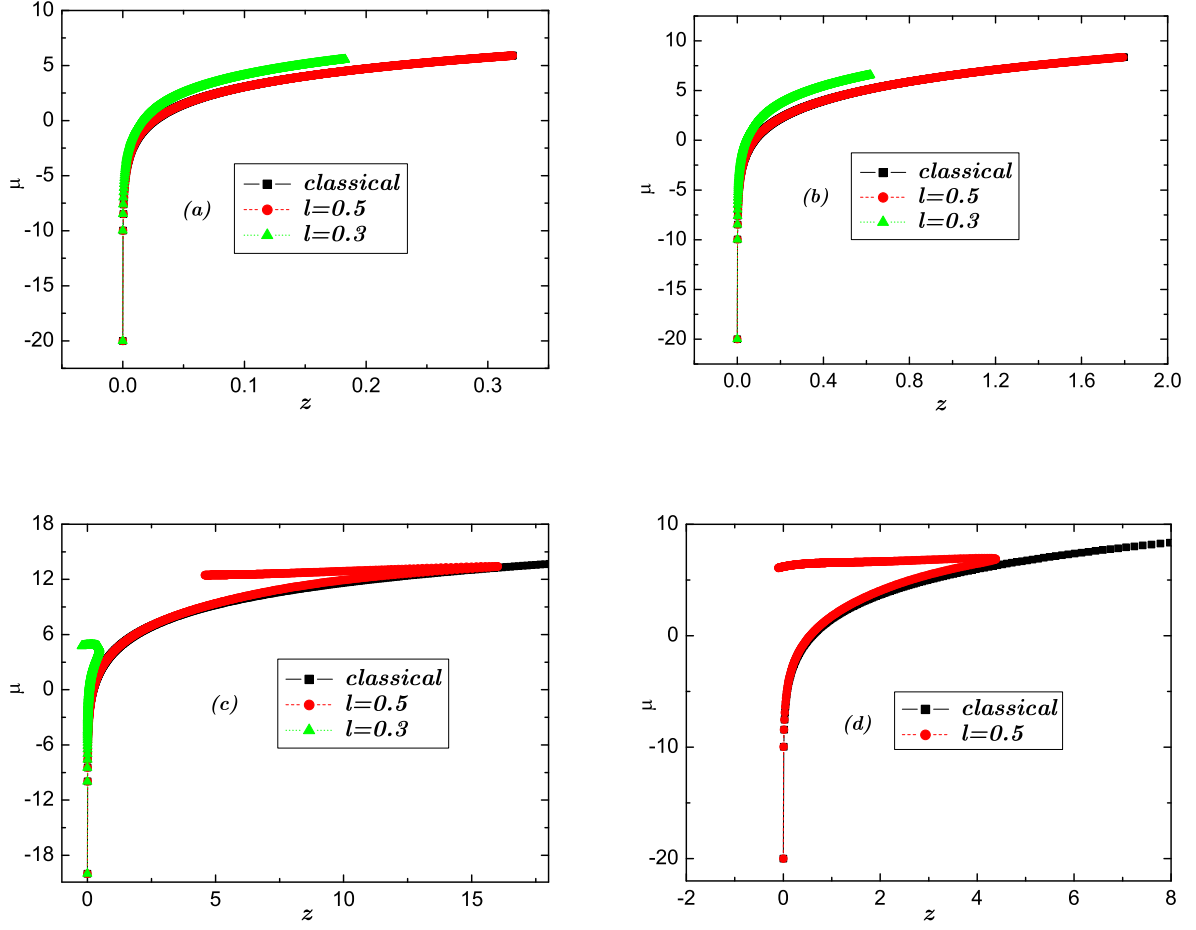 10
5
0
-5
-10
-15
-20
μ
(a)
classical
l=0.5
l=0.3
0.0 0.1 0.2 0.3
z
10
5
0
-5
-10
-15
-20
μ
(b)
classical
l=0.5
l=0.3
0.0 0.4 0.8 1.2 1.6 2.0
z
18
12
6
0
-6
-12
-18
μ
(c)
classical
l=0.5
l=0.3
0 5 10 15
z
10
0
-10
-20
μ
(d)
classical
l=0.5
-2 0 2 4 6 8
z